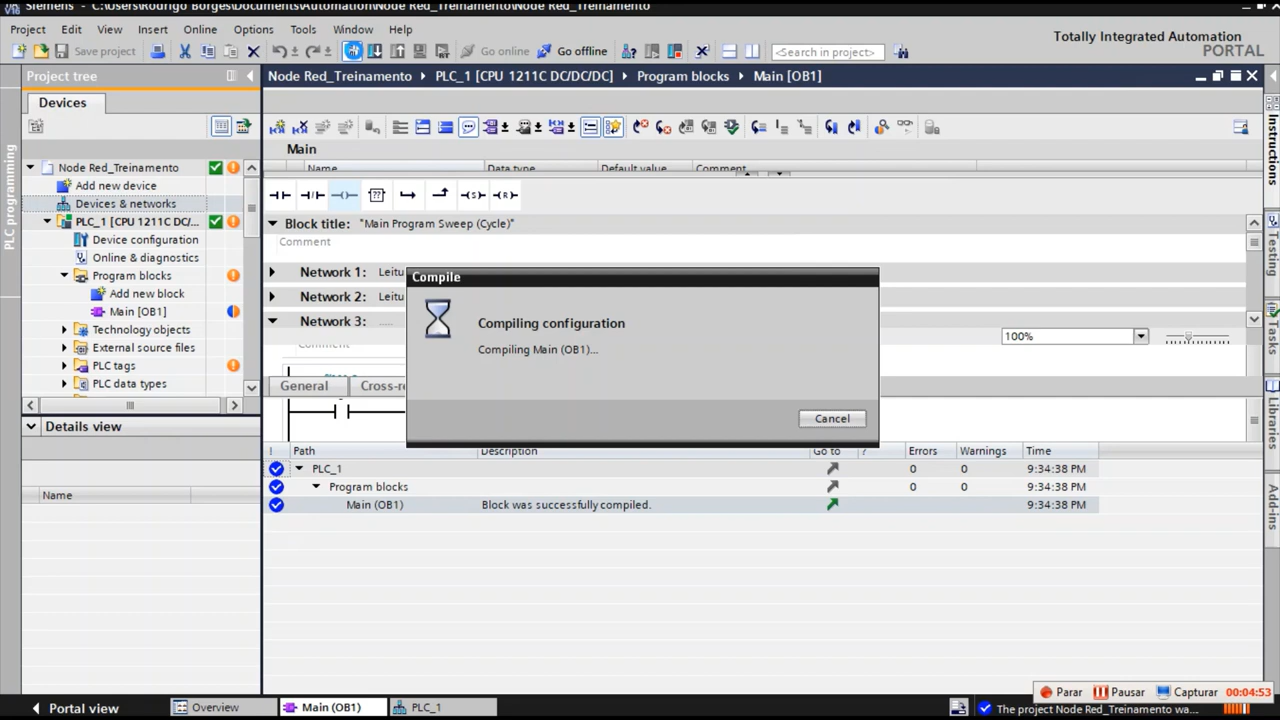 Siemens - C:\Users\Rodrigo Borges\Documents\Automation\Node Red_Treinamento\Node Red_Treinamento
Project Edit View Insert Online Options Tools Window Help
Totally Integrated Automation
PORTAL
Save project
Go online
Go offline
<Search in project>
Project tree
Node Red_Treinamento PLC_1 [CPU 1211C DC/DC/DC] Program blocks Main [OB1]
Devices
PLC programming
Main
Name Data type Default value Comment
Node Red_Treinamento
Add new device
Devices & networks
PLC_1 [CPU 1211C DC/...
Device configuration
Online & diagnostics
Program blocks
Add new block
Main [OB1]
Technology objects
External source files
PLC tags
PLC data types
Block title: "Main Program Sweep (Cycle)"
Comment
Network 1: Leitu
Network 2: Leitu
Network 3: .....
Comment
100%
General Cross-re
Compile
Compiling configuration
Compiling Main (OB1)...
Cancel
Details view
Name
! Path Description Go to ? Errors Warnings Time
PLC_1 0 0 9:34:38 PM
Program blocks 0 0 9:34:38 PM
Main (OB1) Block was successfully compiled. 9:34:38 PM
Instructions
Testing
Tasks
Libraries
Add-ins
Parar Pausar Capturar 00:04:53
Portal view Overview Main (OB1) PLC_1 The project Node Red_Treinamento wa...